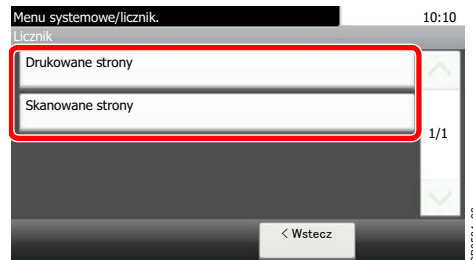 Menu systemowe/licznik. 10:10
Licznik
Drukowane strony
Skanowane strony
1/1
< Wstecz